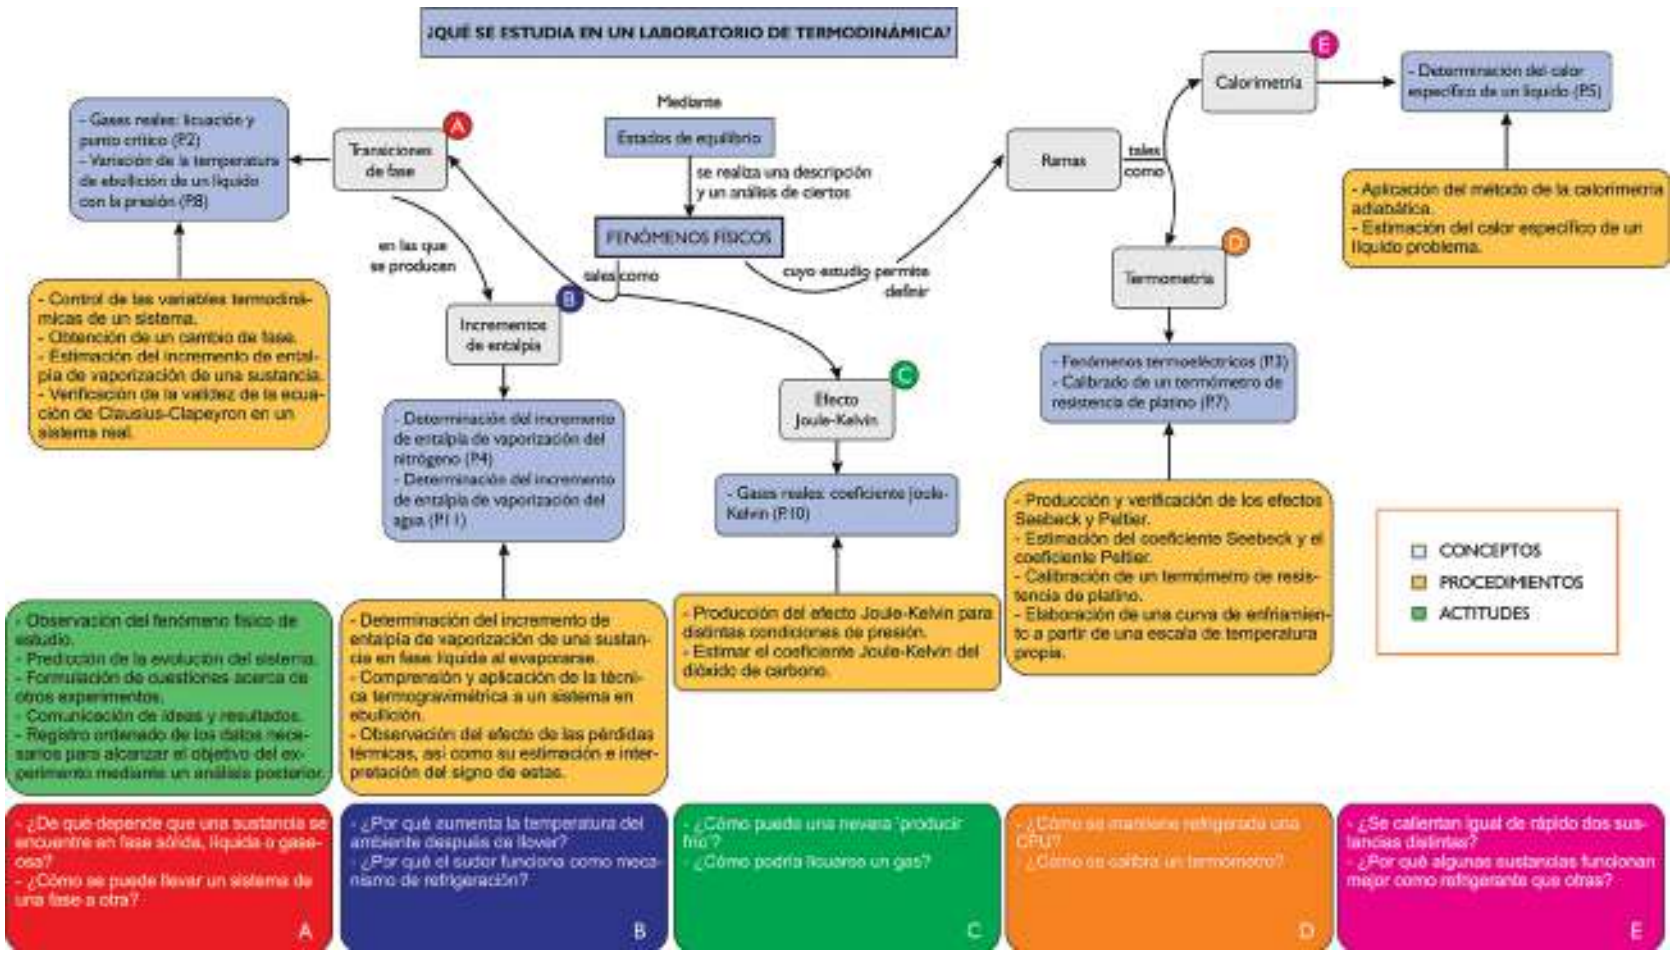 ¿QUÉ SE ESTUDIA EN UN LABORATORIO DE TERMODINÁMICA?
Mediante
Estados de equilibrio
se realiza una descripción
y un análisis de ciertos
FENÓMENOS FÍSICOS
tales como
cuyo estudio permite
definir
A
Transiciones
de fase
- Gases reales: licuación y
punto crítico (P.2)
- Variación de la temperatura
de ebullición de un líquido
con la presión (P.8)
- Control de las variables termodiná-
micas de un sistema.
- Obtención de un cambio de fase.
- Estimación del incremento de ental-
pía de vaporización de una sustancia.
- Verificación de la validez de la ecua-
ción de Clausius-Clapeyron en un
sistema real.
en las que
se producen
B
Incrementos
de entalpía
- Determinación del incremento
de entalpía de vaporización del
nitrógeno (P.4)
- Determinación del incremento
de entalpía de vaporización del
agua (P.11)
- Determinación del incremento de
entalpía de vaporización de una sustan-
cia en fase líquida al evaporarse.
- Comprensión y aplicación de la técni-
ca termogravimétrica a un sistema en
ebullición.
- Observación del efecto de las pérdidas
térmicas, así como su estimación e inter-
pretación del signo de estas.
C
Efecto
Joule-Kelvin
- Gases reales: coeficiente Joule-
Kelvin (P.10)
- Producción del efecto Joule-Kelvin para
distintas condiciones de presión.
- Estimar el coeficiente Joule-Kelvin del
dióxido de carbono.
Ramas
tales
como
E
Calorimetría
- Determinación del calor
específico de un líquido (P.5)
- Aplicación del método de la calorimetría
adiabática.
- Estimación del calor específico de un
líquido problema.
D
Termometría
- Fenómenos termoeléctricos (P.3)
- Calibrado de un termómetro de
resistencia de platino (P.7)
- Producción y verificación de los efectos
Seebeck y Peltier.
- Estimación del coeficiente Seebeck y el
coeficiente Peltier.
- Calibración de un termómetro de resis-
tencia de platino.
- Elaboración de una curva de enfriamien-
to a partir de una escala de temperatura
propia.
CONCEPTOS
PROCEDIMIENTOS
ACTITUDES
- Observación del fenómeno físico de
estudio.
- Predicción de la evolución del sistema.
- Formulación de cuestiones acerca de
otros experimentos.
- Comunicación de ideas y resultados.
- Registro ordenado de los datos nece-
sarios para alcanzar el objetivo del ex-
perimento mediante un análisis posterior.
- ¿De qué depende que una sustancia se
encuentre en fase sólida, líquida o gase-
osa?
- ¿Cómo se puede llevar un sistema de
una fase a otra?
A
- ¿Por qué aumenta la temperatura del
ambiente después de llover?
- ¿Por qué el sudor funciona como meca-
nismo de refrigeración?
B
- ¿Cómo puede una nevera 'producir
frío'?
- ¿Cómo podría licuarse un gas?
C
- ¿Cómo se mantiene refrigerada una
CPU?
- ¿Cómo se calibra un termómetro?
D
- ¿Se calientan igual de rápido dos sus-
tancias distintas?
- ¿Por qué algunas sustancias funcionan
mejor como refrigerante que otras?
E